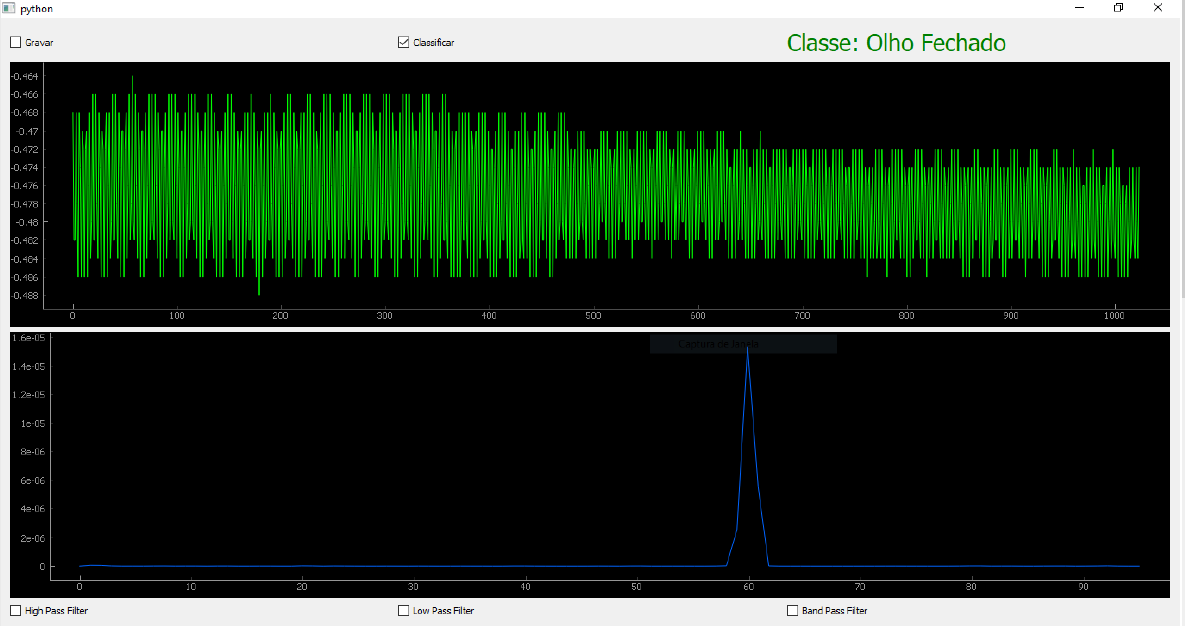 python
Gravar
Classificar
Classe: Olho Fechado
-0.464
-0.466
-0.468
-0.47
-0.472
-0.474
-0.476
-0.478
-0.48
-0.482
-0.484
-0.486
-0.488
0 100 200 300 400 500 600 700 800 900 1000
Captura de Janela
1.6e-05
1.4e-05
1.2e-05
1e-05
8e-06
6e-06
4e-06
2e-06
0
0 10 20 30 40 50 60 70 80 90
High Pass Filter
Low Pass Filter
Band Pass Filter